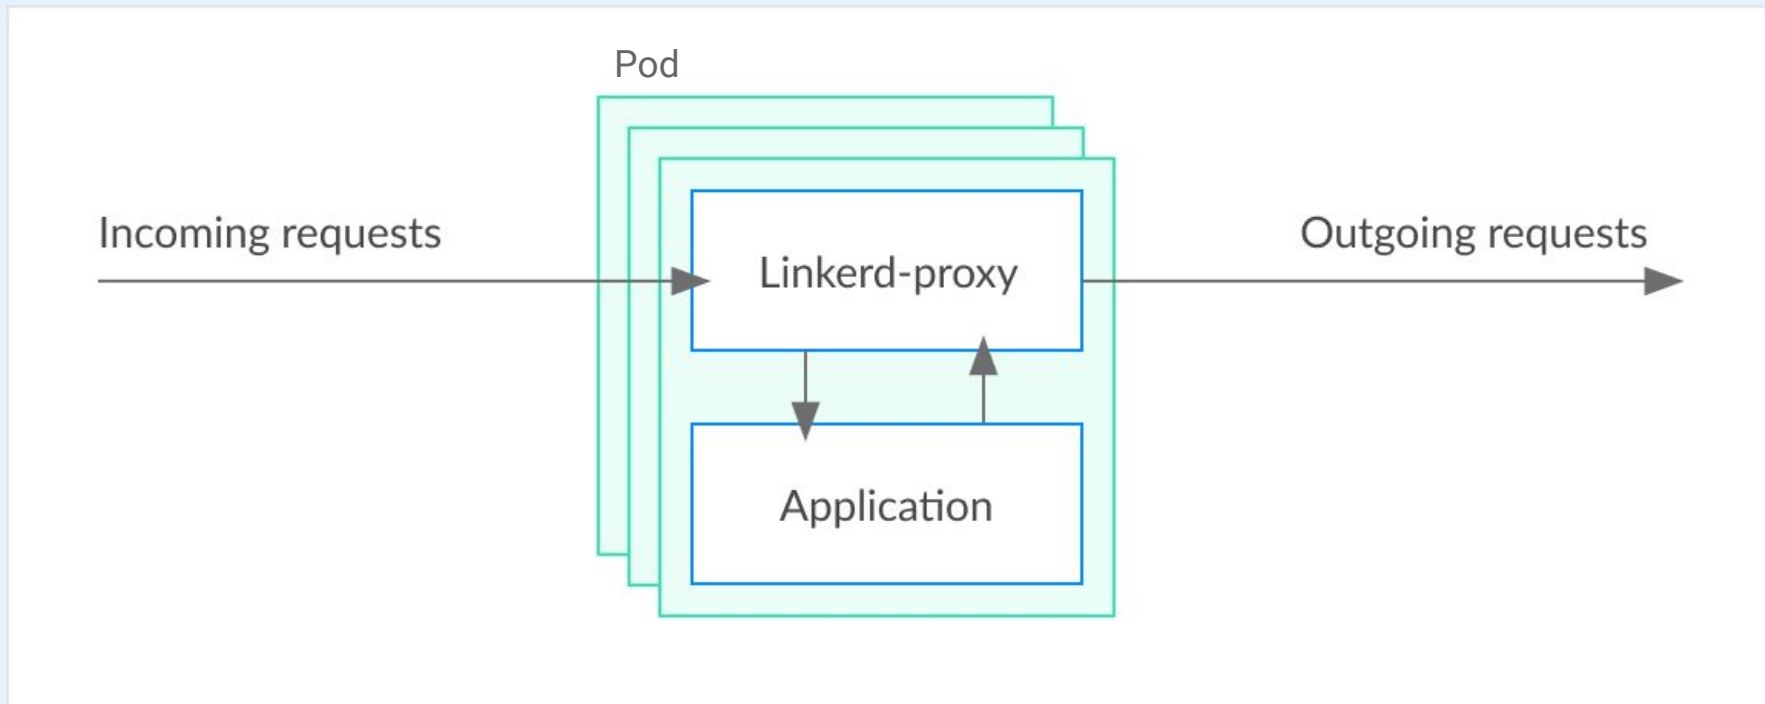 Pod
Incoming requests
Linkerd-proxy
Outgoing requests
Application